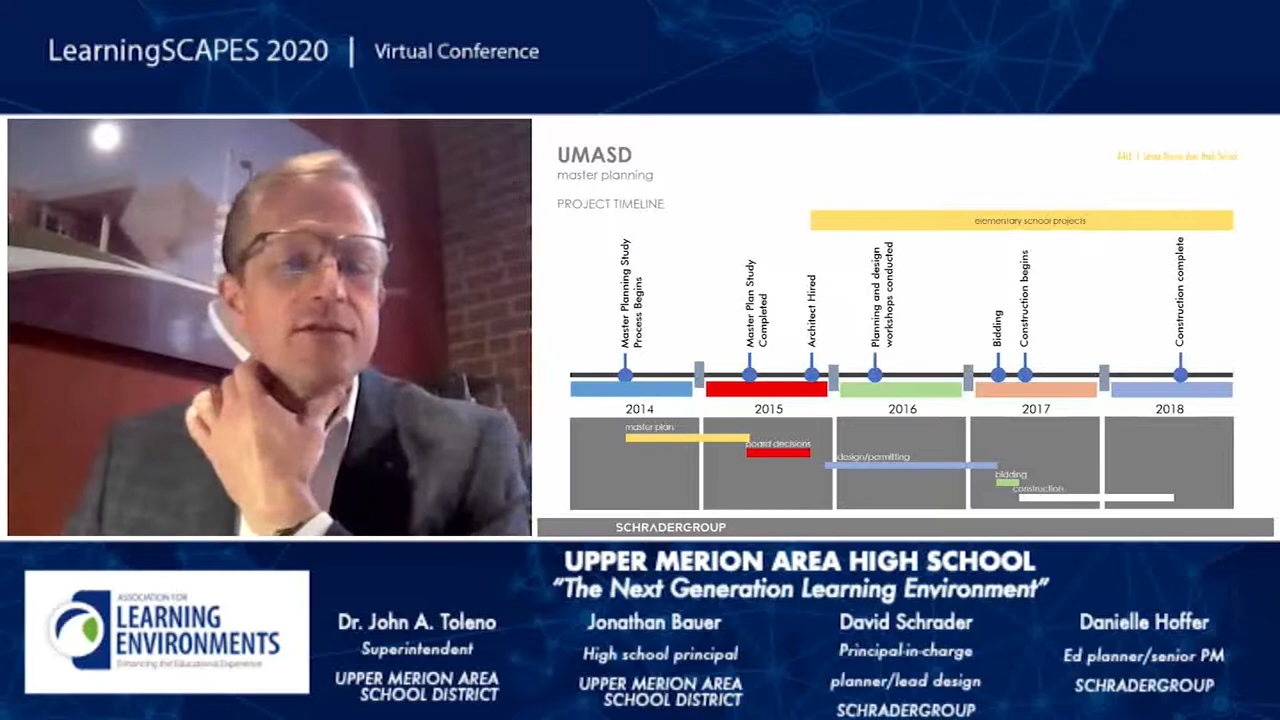 LearningSCAPES 2020 | Virtual Conference
UMASD
master planning
PROJECT TIMELINE
elementary school projects
Master Planning Study
Process Begins
Master Plan Study
Completed
Architect Hired
Planning and design
workshops conducted
Bidding
Construction begins
Construction complete
2014
2015
2016
2017
2018
master plan
board decisions
design/permitting
bidding
construction
SCHRADERGROUP
ASSOCIATION FOR
LEARNING
ENVIRONMENTS
Enhancing the Educational Experience
UPPER MERION AREA HIGH SCHOOL
“The Next Generation Learning Environment”
Dr. John A. Toleno
Superintendent
UPPER MERION AREA
SCHOOL DISTRICT
Jonathan Bauer
High school principal
UPPER MERION AREA
SCHOOL DISTRICT
David Schrader
Principal-in-charge
planner/lead design
SCHRADERGROUP
Danielle Hoffer
Ed planner/senior PM
SCHRADERGROUP